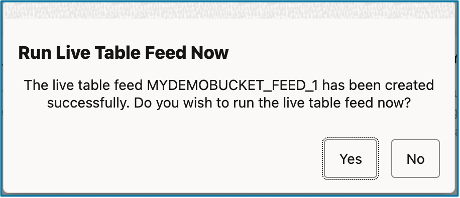 Run Live Table Feed Now
The live table feed MYDEMOBUCKET_FEED_1 has been created
successfully. Do you wish to run the live table feed now?
Yes
No